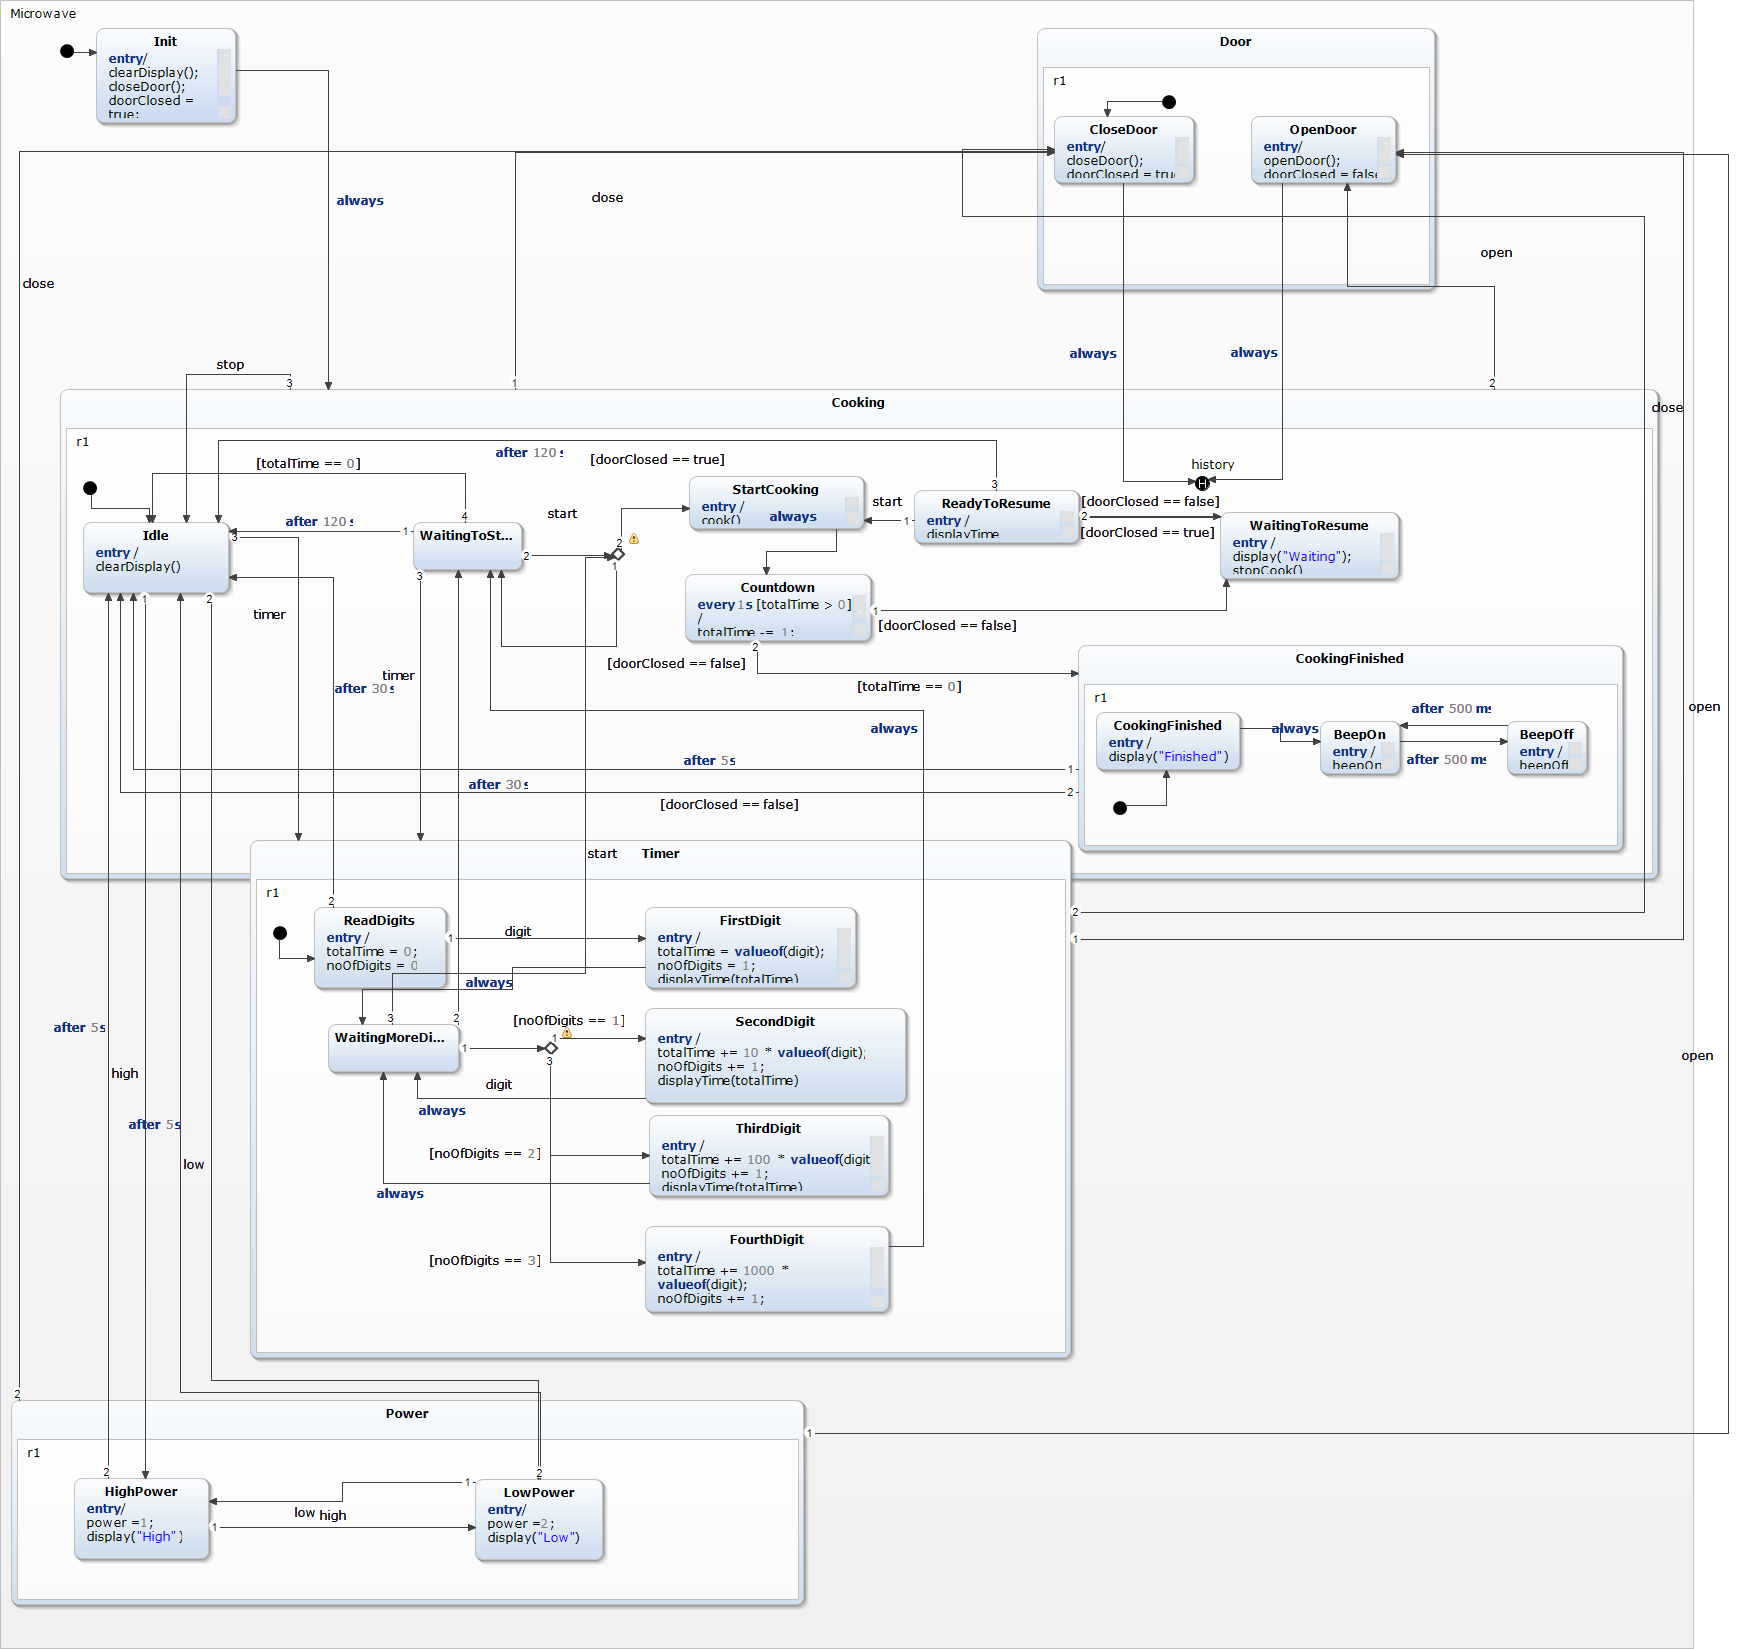 Microwave
Init
entry/
clearDisplay();
closeDoor();
doorClosed =
true;
always
Door
r1
CloseDoor
entry/
closeDoor();
doorClosed = tru
OpenDoor
entry/
openDoor();
doorClosed = false
close
close
open
always
always
stop
3
1
2
Cooking
close
r1
after 120 s
[doorClosed == true]
[totalTime == 0]
history
StartCooking
entry /
cook()
always
start
ReadyToResume
entry /
displayTime
3
1
2
[doorClosed == false]
[doorClosed == true]
WaitingToResume
entry /
display("Waiting");
stopCook()
Idle
entry /
clearDisplay()
after 120 s
1
4
WaitingToSt...
2
3
start
2
1
3
1
2
timer
Countdown
every 1s [totalTime > 0]
/
totalTime -= 1;
1
2
[doorClosed == false]
[doorClosed == false]
[totalTime == 0]
timer
after 30 s
always
CookingFinished
r1
CookingFinished
entry /
display("Finished")
always
BeepOn
entry /
beepOn
after 500 ms
after 500 ms
BeepOff
entry /
beepOff
open
after 5s
1
after 30 s
2
[doorClosed == false]
start
Timer
r1
2
1
2
ReadDigits
entry /
totalTime = 0;
noOfDigits = 0
1
digit
FirstDigit
entry /
totalTime = valueof(digit);
noOfDigits = 1;
displayTime(totalTime)
always
3
2
WaitingMoreDi...
1
[noOfDigits == 1]
1
3
SecondDigit
entry /
totalTime += 10 * valueof(digit);
noOfDigits += 1;
displayTime(totalTime)
digit
always
open
ThirdDigit
entry /
totalTime += 100 * valueof(digit
noOfDigits += 1;
displayTime(totalTime)
[noOfDigits == 2]
always
FourthDigit
entry /
totalTime += 1000 *
valueof(digit);
noOfDigits += 1;
[noOfDigits == 3]
after 5s
high
after 5s
low
2
Power
1
r1
2
HighPower
entry/
power =1;
display("High")
1
low
high
1
2
LowPower
entry/
power =2;
display("Low")